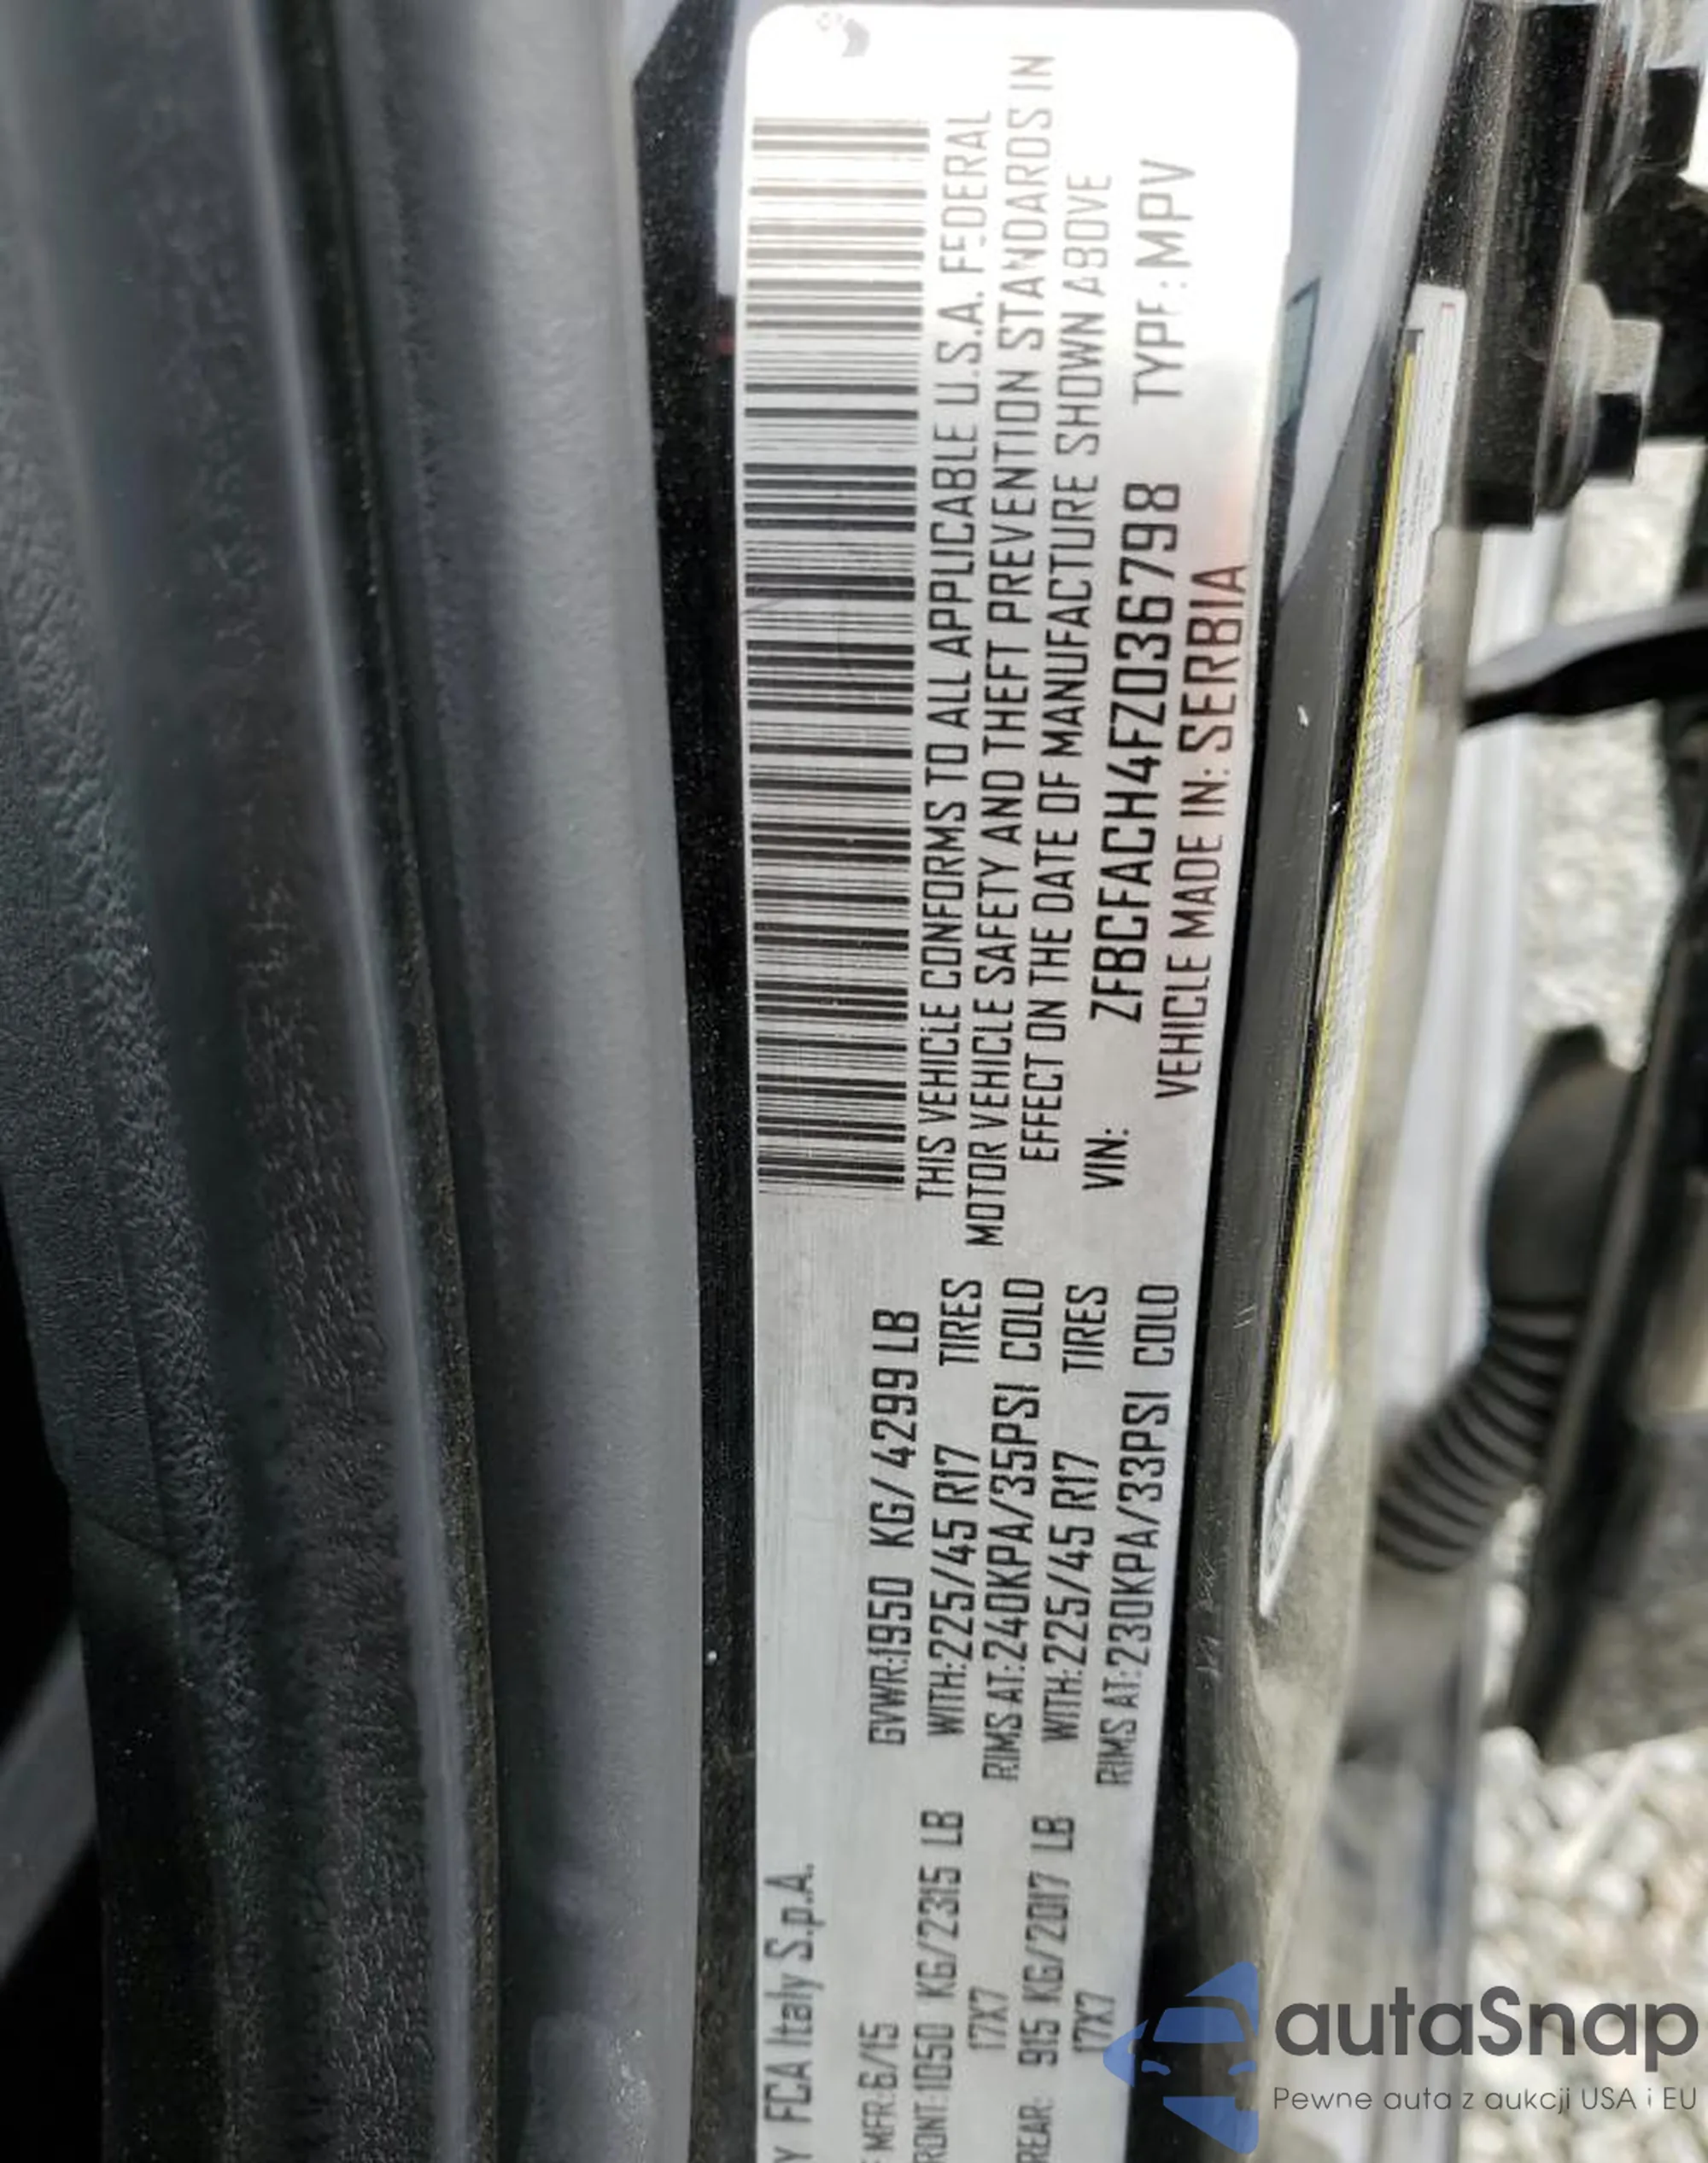 Y FCA Italy S.p.A.
MFR:6/15 GVWR:1950 KG/ 4299 LB
FRONT:1050 KG/2315 LB WITH:225/45 R17 TIRES
17X7 RIMS AT:240KPA/35PSI COLD
REAR: 915 KG/2017 LB WITH:225/45 R17 TIRES
17X7 RIMS AT:230KPA/33PSI COLD
THIS VEHICLE CONFORMS TO ALL APPLICABLE U.S.A. FEDERAL
MOTOR VEHICLE SAFETY AND THEFT PREVENTION STANDARDS IN
EFFECT ON THE DATE OF MANUFACTURE SHOWN ABOVE
VIN: ZFBCFACH4FZ036798 TYPE: MPV
VEHICLE MADE IN: SERBIA
autaSnap
Pewne auta z aukcji USA i EU